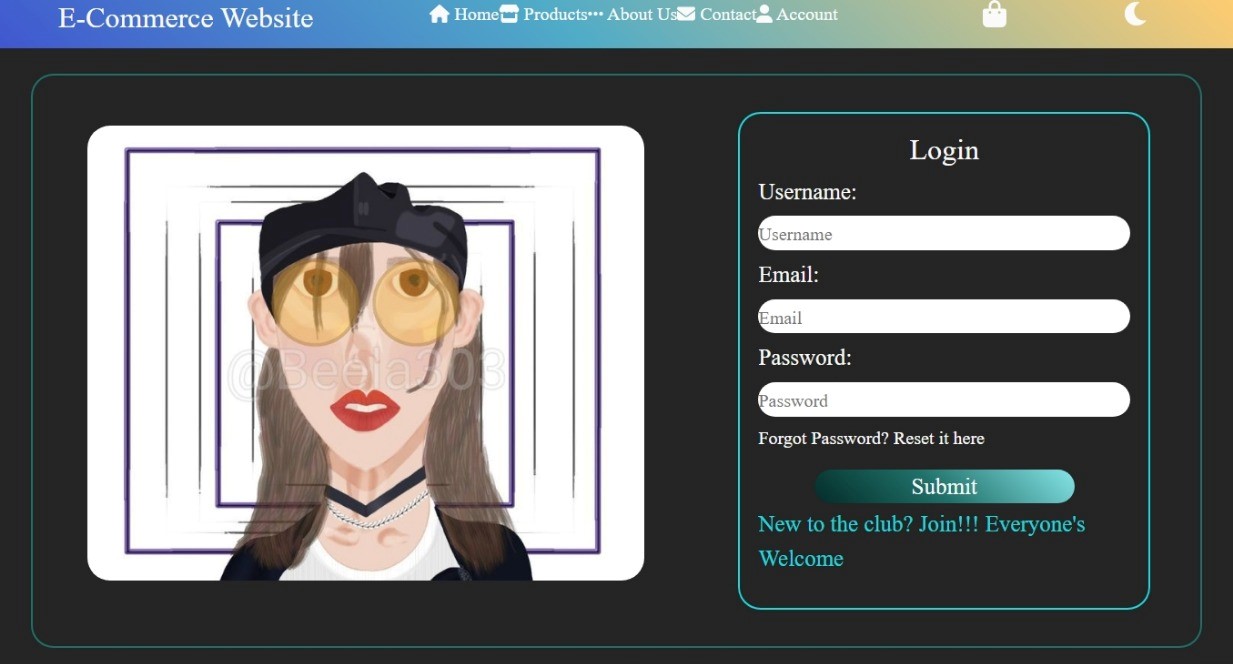 E-Commerce Website
Home Products About Us Contact Account
@Beeta303
Login
Username:
Username
Email:
Email
Password:
Password
Forgot Password? Reset it here
Submit
New to the club? Join!!! Everyone's
Welcome